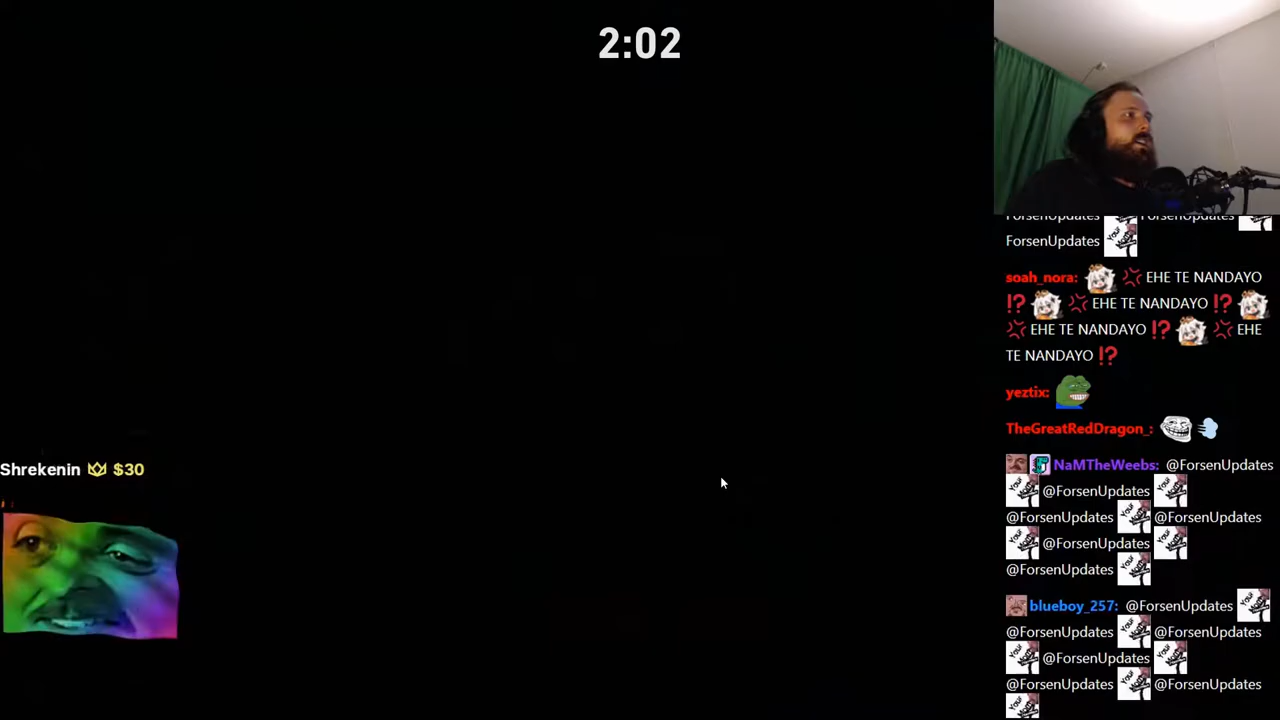 2:02
ForsenUpdates ForsenUpdates
ForsenUpdates
soah_nora: EHE TE NANDAYO
⁉ EHE TE NANDAYO ⁉
EHE TE NANDAYO ⁉ EHE
TE NANDAYO ⁉
yeztix:
TheGreatRedDragon_:
NaMTheWeebs: @ForsenUpdates
@ForsenUpdates
@ForsenUpdates @ForsenUpdates
@ForsenUpdates
@ForsenUpdates
blueboy_257: @ForsenUpdates
@ForsenUpdates @ForsenUpdates
@ForsenUpdates
@ForsenUpdates @ForsenUpdates
Shrekenin $30